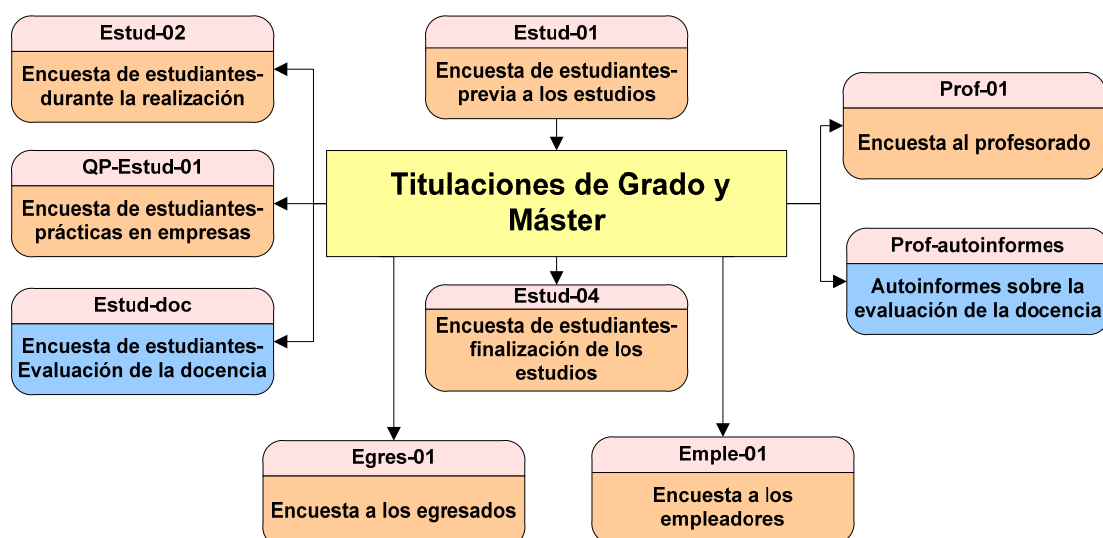 Estud-02
Encuesta de estudiantes-
durante la realización
Estud-01
Encuesta de estudiantes-
previa a los estudios
Prof-01
Encuesta al profesorado
QP-Estud-01
Encuesta de estudiantes-
prácticas en empresas
Titulaciones de Grado y
Máster
Prof-autoinformes
Autoinformes sobre la
evaluación de la docencia
Estud-doc
Encuesta de estudiantes-
Evaluación de la docencia
Estud-04
Encuesta de estudiantes-
finalización de los
estudios
Egres-01
Encuesta a los egresados
Emple-01
Encuesta a los
empleadores